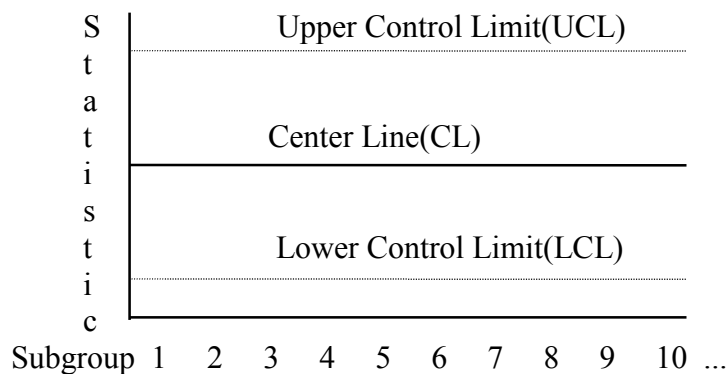 Statistic
Upper Control Limit(UCL)
Center Line(CL)
Lower Control Limit(LCL)
Subgroup 1 2 3 4 5 6 7 8 9 10 ...